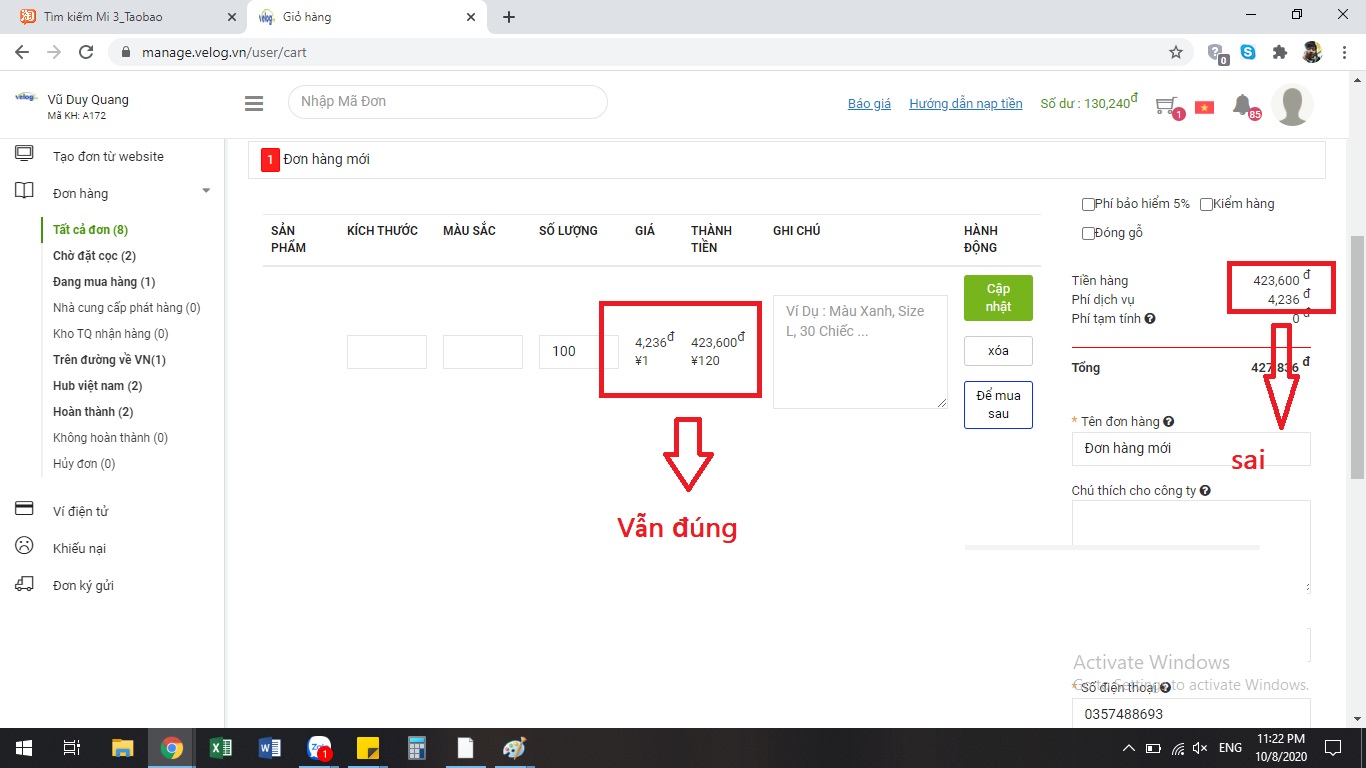 Tìm kiếm Mi 3_Taobao
velog
Giỏ hàng
manage.velog.vn/user/cart
0
velog
Vũ Duy Quang
Mã KH: A172
Nhập Mã Đơn
Báo giá
Hướng dẫn nạp tiền
Số dư : 130,240đ
1
85
Tạo đơn từ website
Đơn hàng
Tất cả đơn (8)
Chờ đặt cọc (2)
Đang mua hàng (1)
Nhà cung cấp phát hàng (0)
Kho TQ nhận hàng (0)
Trên đường về VN(1)
Hub việt nam (2)
Hoàn thành (2)
Không hoàn thành (0)
Hủy đơn (0)
Ví điện tử
Khiếu nại
Đơn ký gửi
1 Đơn hàng mới
SẢN PHẨM
KÍCH THƯỚC
MÀU SẮC
SỐ LƯỢNG
GIÁ
THÀNH TIỀN
GHI CHÚ
HÀNH ĐỘNG
100
4,236đ
¥1
423,600đ
¥120
Ví Dụ : Màu Xanh, Size
L, 30 Chiếc ...
Cập
nhật
xóa
Để mua
sau
Vẫn đúng
Phí bảo hiểm 5%
Kiểm hàng
Đóng gỗ
Tiền hàng 423,600 đ
Phí dịch vụ 4,236 đ
Phí tạm tính 0 đ
Tổng 427,836 đ
* Tên đơn hàng
Đơn hàng mới
sai
Chú thích cho công ty
Activate Windows
Go to Settings to activate Windows.
* Số điện thoại
0357488693
Zalo
1
ENG
11:22 PM
10/8/2020